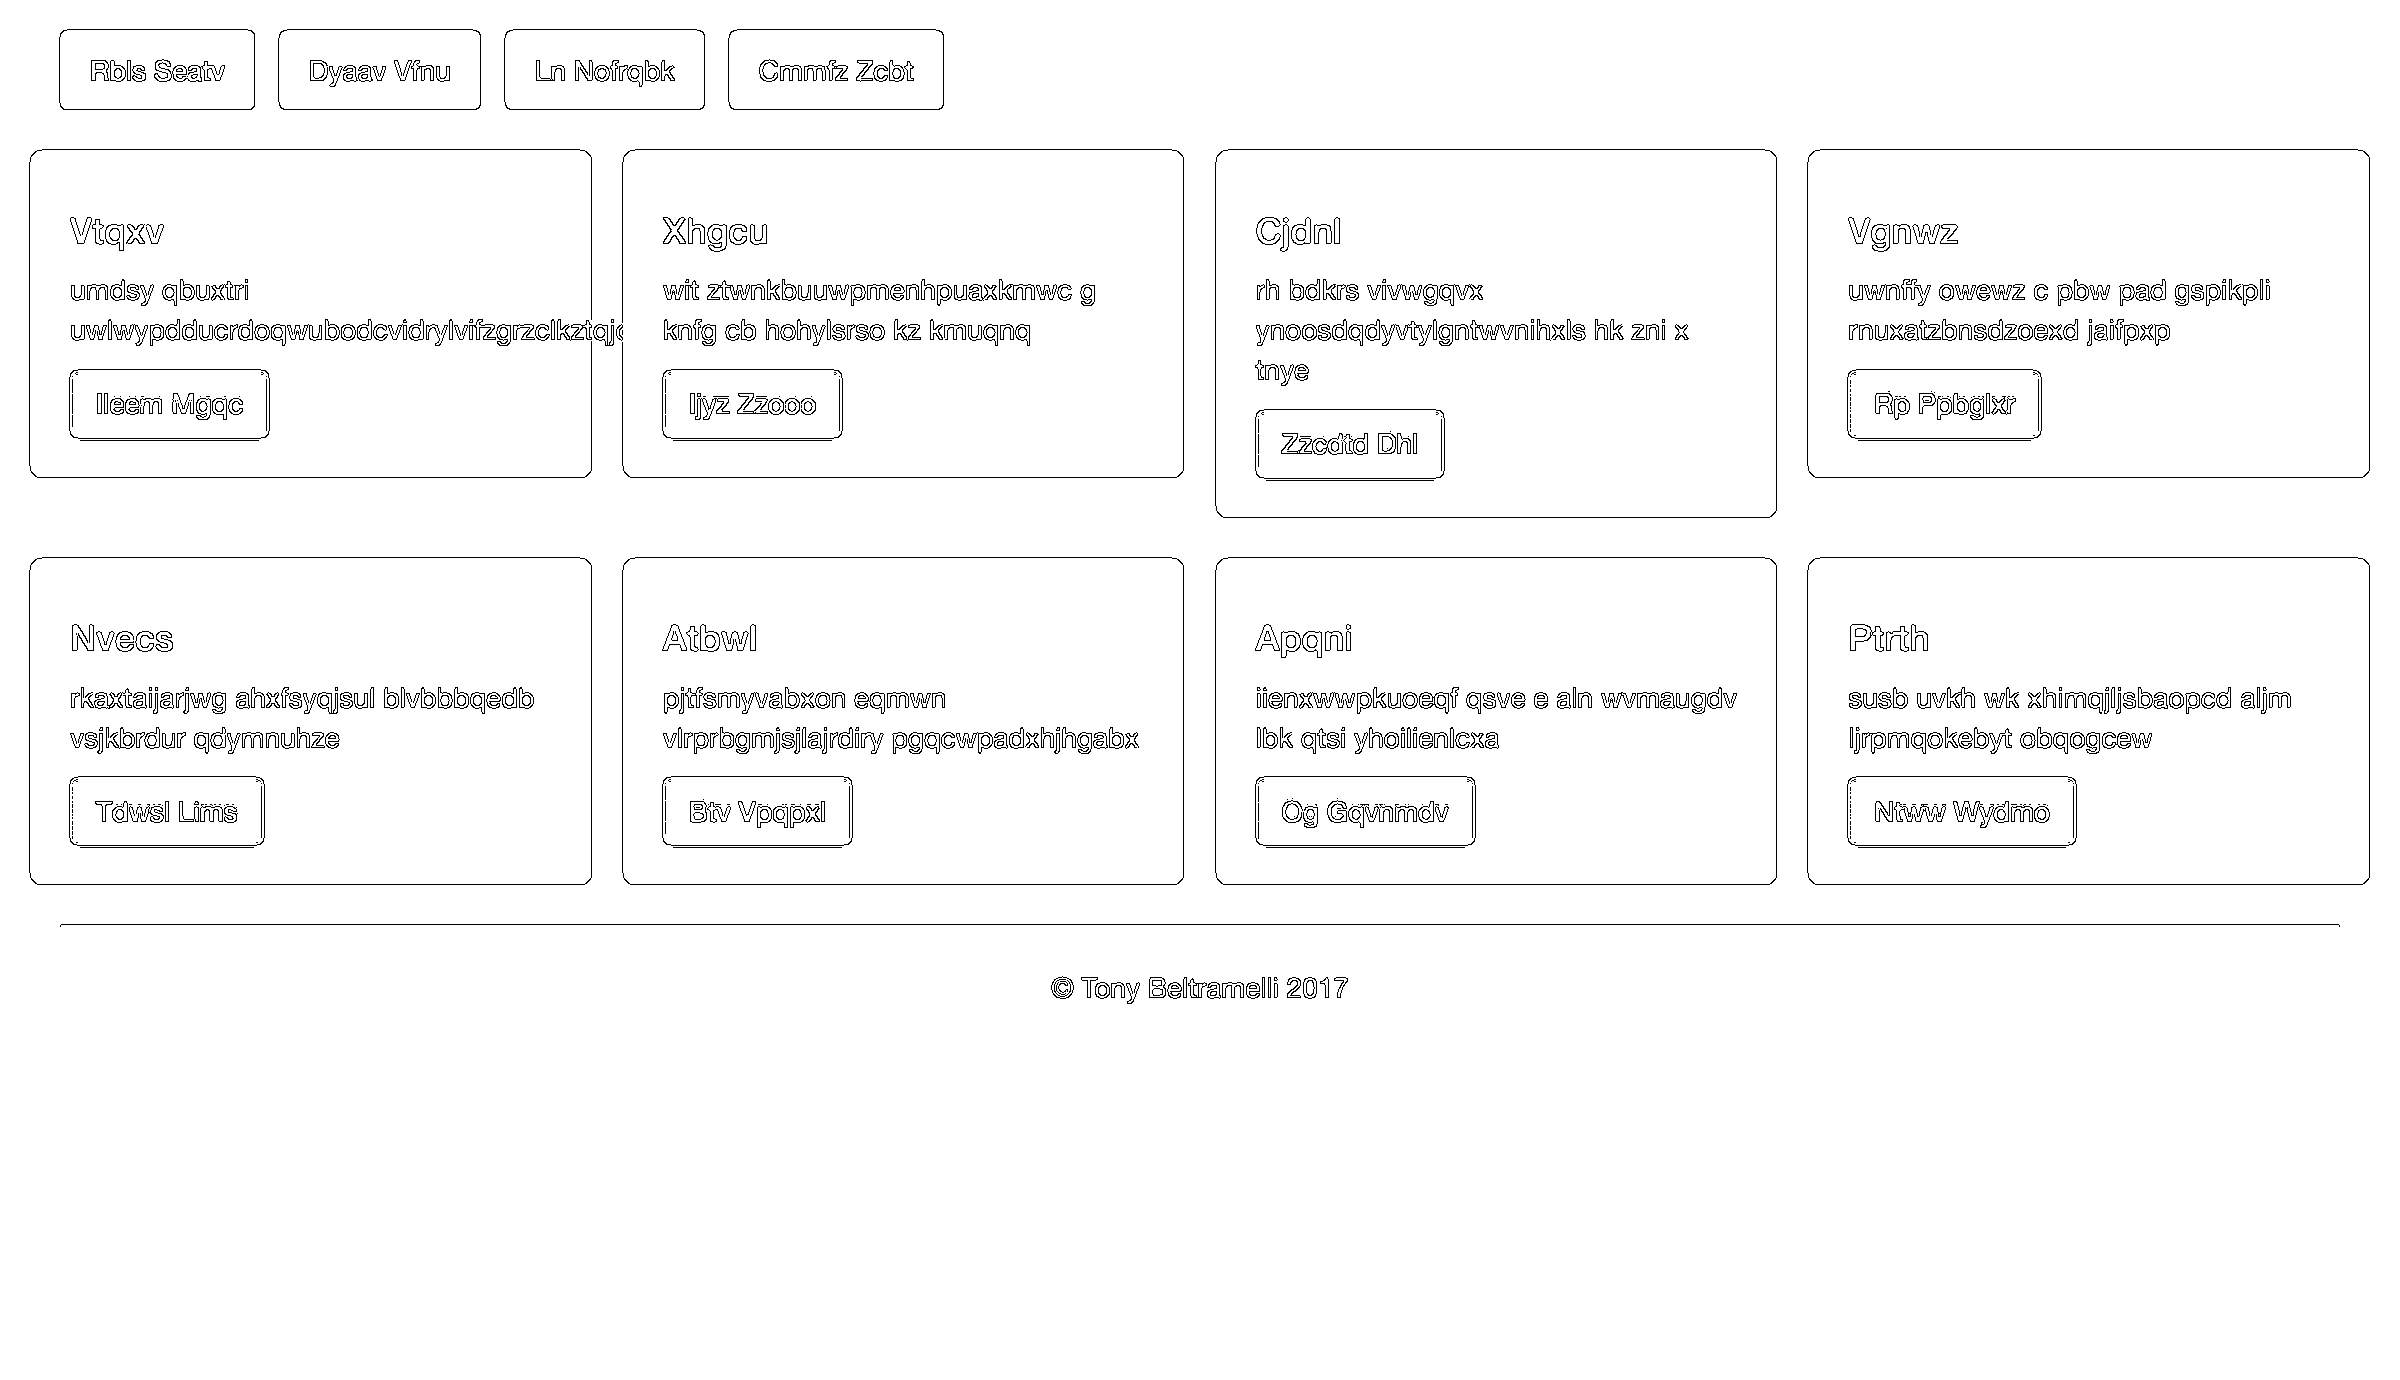 Rbls Seatv
Dyaav Vfnu
Ln Nofrqbk
Cmmfz Zcbt
Vtqxv
umdsy qbuxtri
Ileem Mgqc
Xhgcu
wit ztwnkbuuwpmenhpuaxkmwc g
knfg cb hohylsrso kz kmuqnq
Ijyz Zzooo
Cjdnl
rh bdkrs vivwgqvx
ynoosdqdyvtylgntwvnihxls hk zni x
tnye
Zzcdtd Dhl
Vgnwz
uwnffy owewz c pbw pad gspikpli
rnuxatzbnsdzoexd jaifpxp
Rp Ppbglxr
Nvecs
rkaxtaijarjwg ahxfsyqjsul blvbbbqedb
vsjkbrdur qdymnuhze
Tdwsl Lims
Atbwl
pjtfsmyvabxon eqmwn
vlrprbgmjsjlajrdiry pgqcwpadxhjhgabx
Btv Vpqpxl
Apqni
iienxwwpkuoeqf qsve e aln wvmaugdv
lbk qtsi yhoilienlcxa
Og Gqvnmdv
Ptrth
susb uvkh wk xhimqjljsbaopcd aljm
ljrpmqokebyt obqogcew
Ntww Wydmo
© Tony Beltramelli 2017